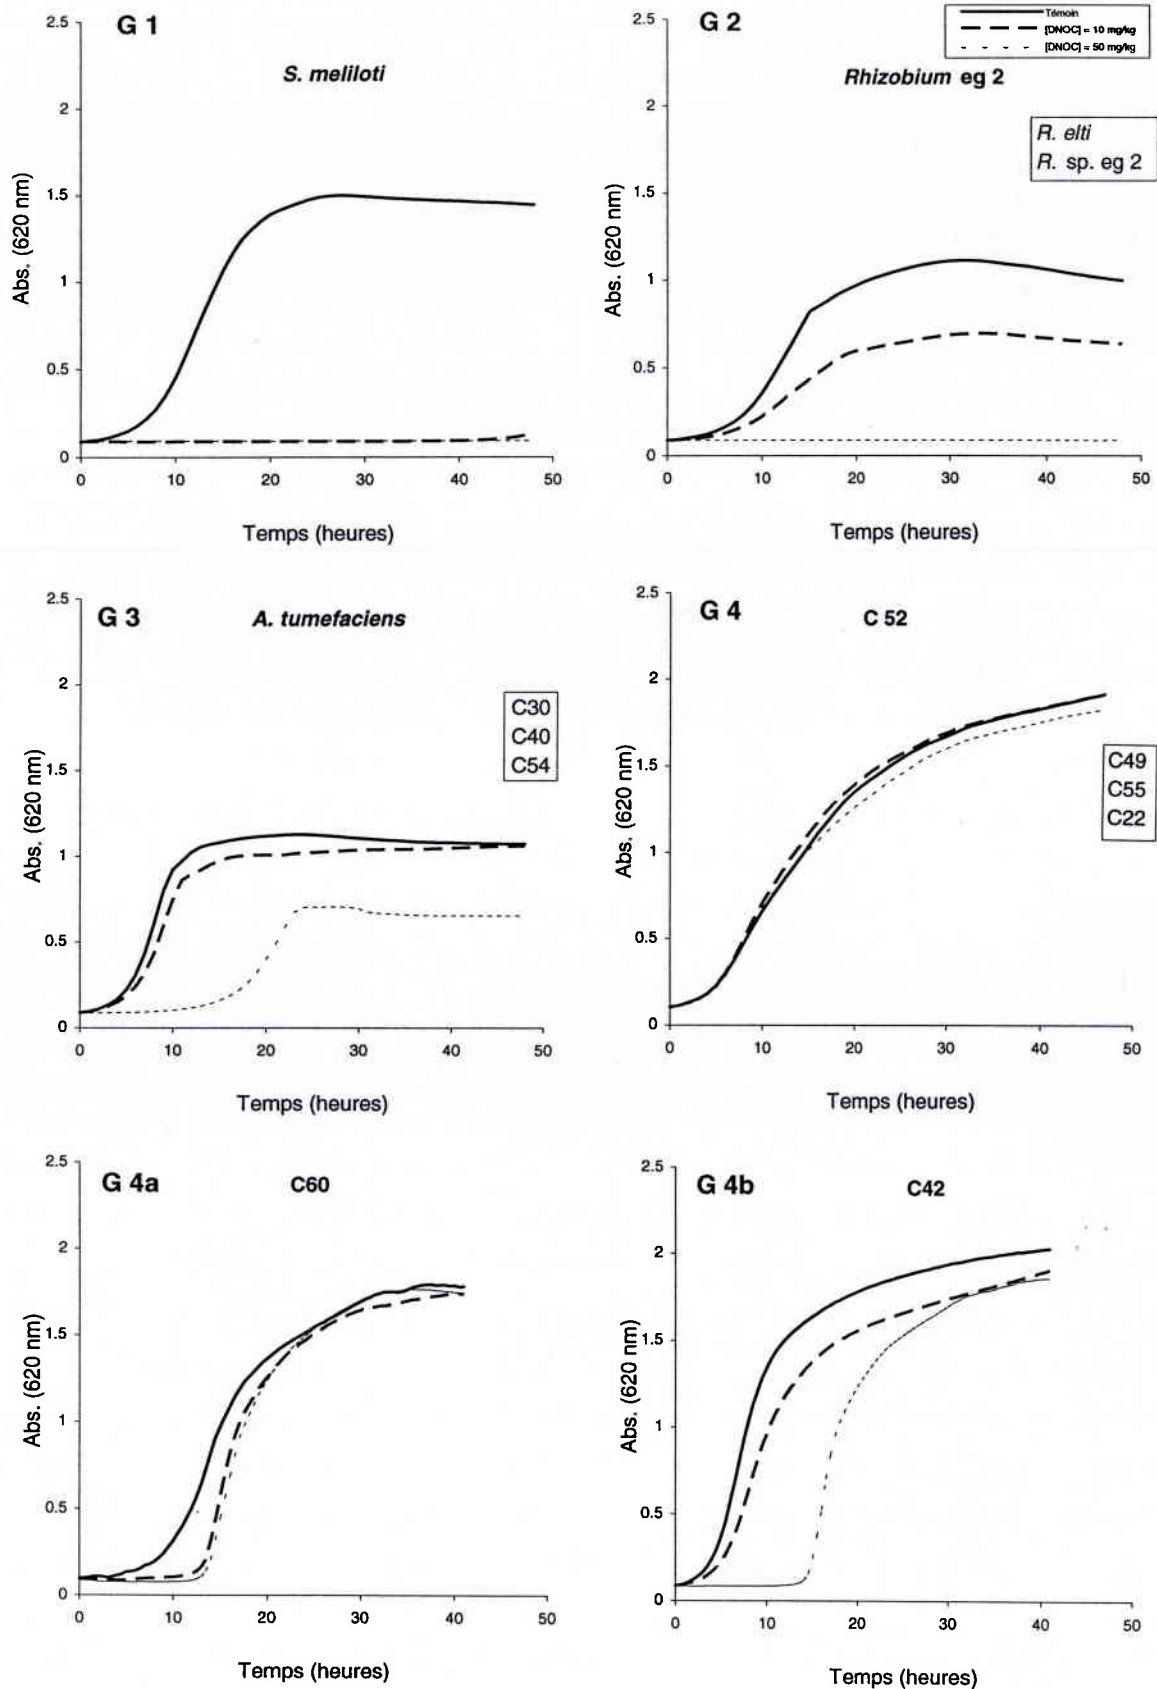 G 1
S. meliloti
2.5
2
1.5
1
0.5
0
Abs. (620 nm)
0 10 20 30 40 50
Temps (heures)
G 2
Témoin
[DNOC] = 10 mg/kg
[DNOC] = 50 mg/kg
Rhizobium eg 2
R. elti
R. sp. eg 2
2.5
2
1.5
1
0.5
0
Abs. (620 nm)
0 10 20 30 40 50
Temps (heures)
G 3
A. tumefaciens
C30
C40
C54
2.5
2
1.5
1
0.5
0
Abs. (620 nm)
0 10 20 30 40 50
Temps (heures)
G 4
C 52
C49
C55
C22
2.5
2
1.5
1
0.5
0
Abs. (620 nm)
0 10 20 30 40 50
Temps (heures)
G 4a
C60
2.5
2
1.5
1
0.5
0
Abs. (620 nm)
0 10 20 30 40 50
Temps (heures)
G 4b
C42
2.5
2
1.5
1
0.5
0
Abs. (620 nm)
0 10 20 30 40 50
Temps (heures)